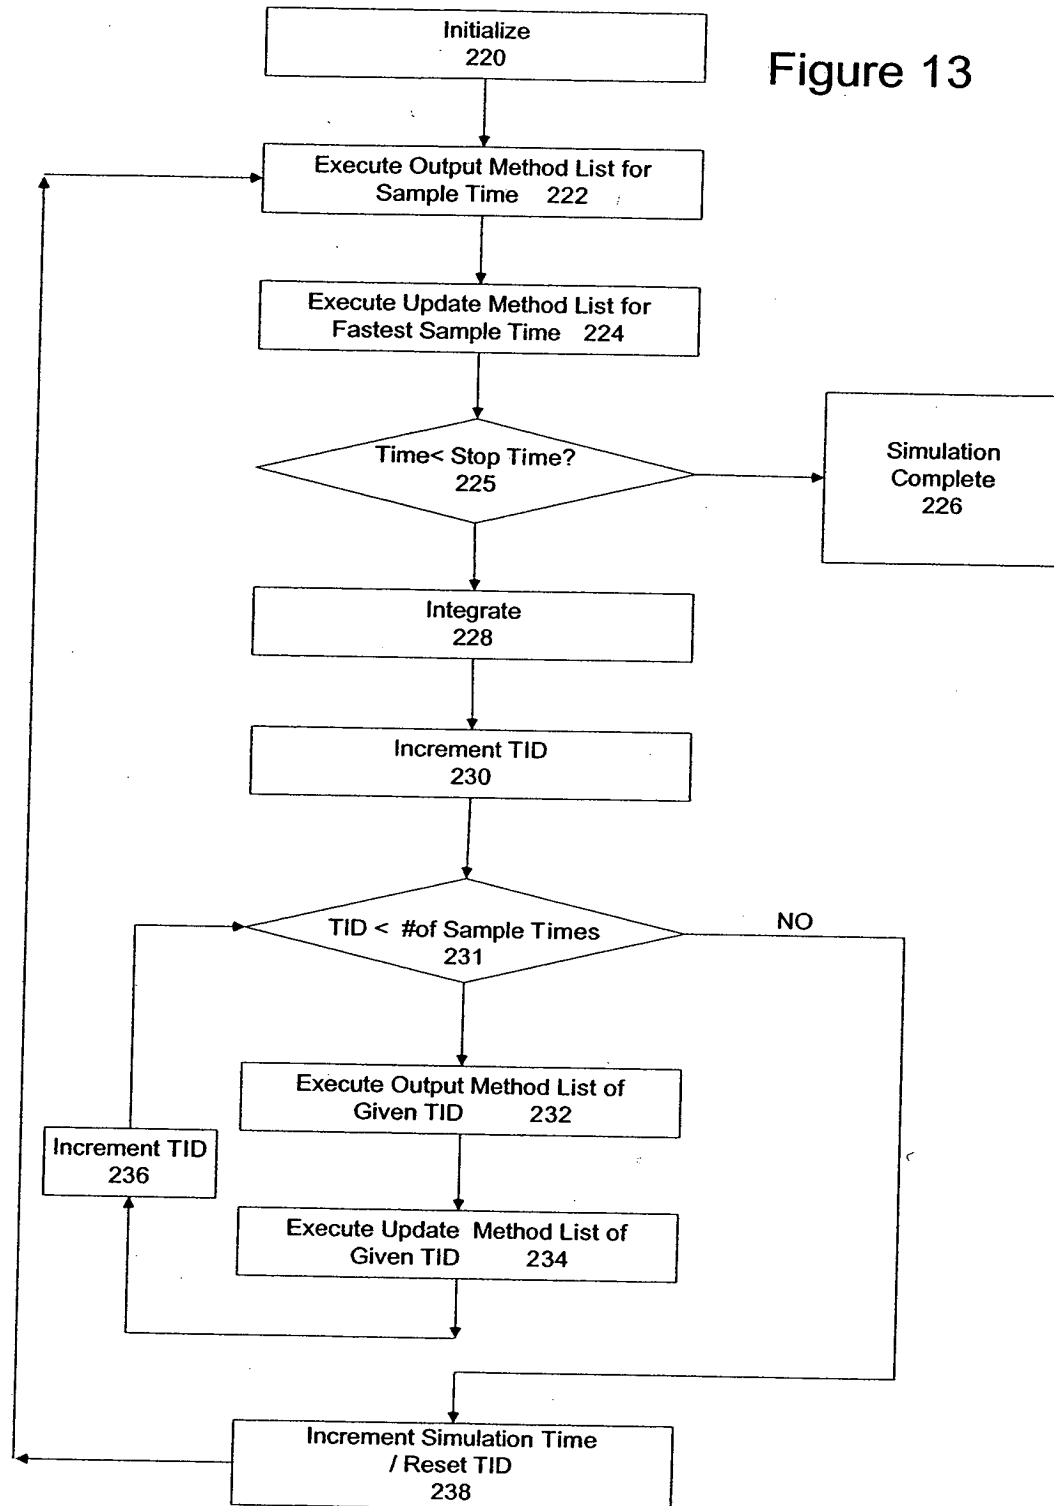 Initialize
220
Figure 13
Execute Output Method List for
Sample Time 222
Execute Update Method List for
Fastest Sample Time 224
Time< Stop Time?
225
Simulation
Complete
226
Integrate
228
Increment TID
230
TID < #of Sample Times
231
NO
Execute Output Method List of
Given TID 232
Increment TID
236
Execute Update Method List of
Given TID 234
Increment Simulation Time
/ Reset TID
238